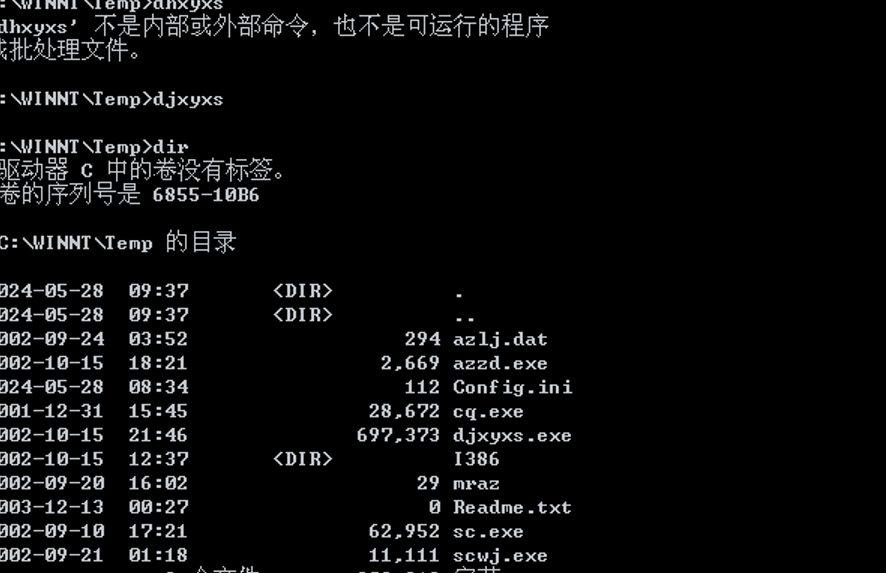 :\WINNT\Temp>dhxyxs
dhxyxs' 不是内部或外部命令，也不是可运行的程序
或批处理文件。
:\WINNT\Temp>djxyxs
:\WINNT\Temp>dir
驱动器 C 中的卷没有标签。
卷的序列号是 6855-10B6
C:\WINNT\Temp 的目录
024-05-28 09:37 <DIR> .
024-05-28 09:37 <DIR> ..
002-09-24 03:52 294 azlj.dat
002-10-15 18:21 2,669 azzd.exe
024-05-28 08:34 112 Config.ini
001-12-31 15:45 28,672 cq.exe
002-10-15 21:46 697,373 djxyxs.exe
002-10-15 12:37 <DIR> I386
002-09-20 16:02 29 mraz
003-12-13 00:27 0 Readme.txt
002-09-10 17:21 62,952 sc.exe
002-09-21 01:18 11,111 scwj.exe
个文件 字节